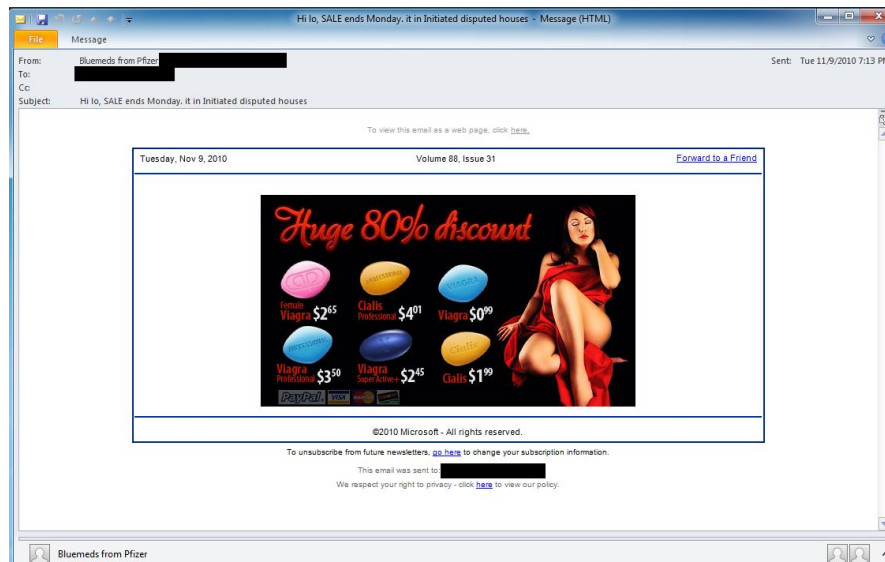 Hi lo, SALE ends Monday. it in Initiated disputed houses - Message (HTML)
File Message
From: Bluemeds from Pfizer
Sent: Tue 11/9/2010 7:13 PM
To:
Cc:
Subject: Hi lo, SALE ends Monday. it in Initiated disputed houses
To view this email as a web page, click here.
Tuesday, Nov 9, 2010 Volume 88, Issue 31 Forward to a Friend
Huge 80% discount
PROFESSIONAL VIAGRA
Female Viagra $2.65
Cialis Professional $4.01
Viagra $0.99
PROFESSIONAL Cialis
Viagra Professional $3.50
Viagra Super Active+ $2.45
Cialis $1.99
PayPal VISA
©2010 Microsoft - All rights reserved.
To unsubscribe from future newsletters, go here to change your subscription information.
This email was sent to:
We respect your right to privacy - click here to view our policy.
Bluemeds from Pfizer